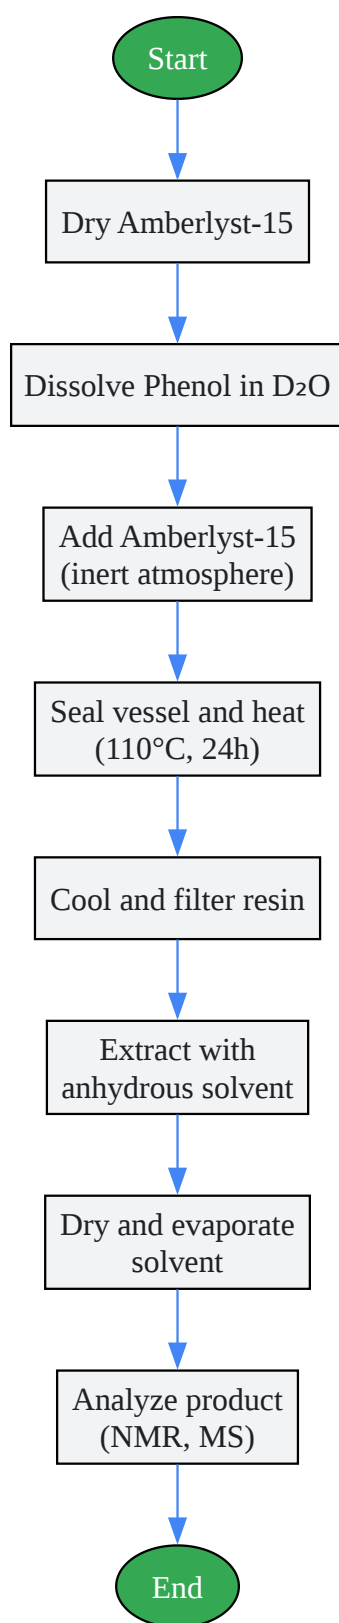 Start
Dry Amberlyst-15
Dissolve Phenol in D₂O
Add Amberlyst-15
(inert atmosphere)
Seal vessel and heat
(110°C, 24h)
Cool and filter resin
Extract with
anhydrous solvent
Dry and evaporate
solvent
Analyze product
(NMR, MS)
End